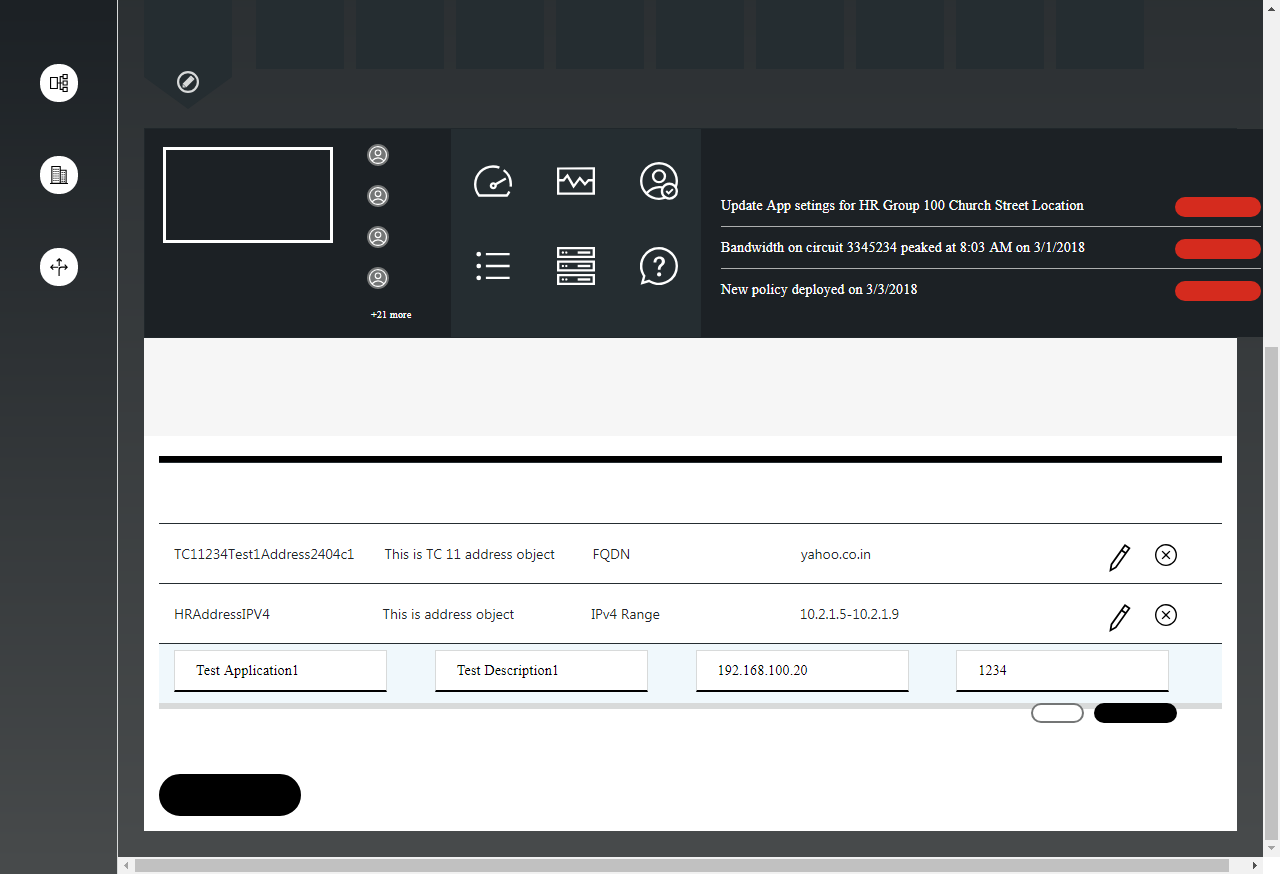 Update App setings for HR Group 100 Church Street Location
Bandwidth on circuit 3345234 peaked at 8:03 AM on 3/1/2018
New policy deployed on 3/3/2018
+21 more
TC11234Test1Address2404c1 This is TC 11 address object FQDN yahoo.co.in
HRAddressIPV4 This is address object IPv4 Range 10.2.1.5-10.2.1.9
Test Application1 Test Description1 192.168.100.20 1234